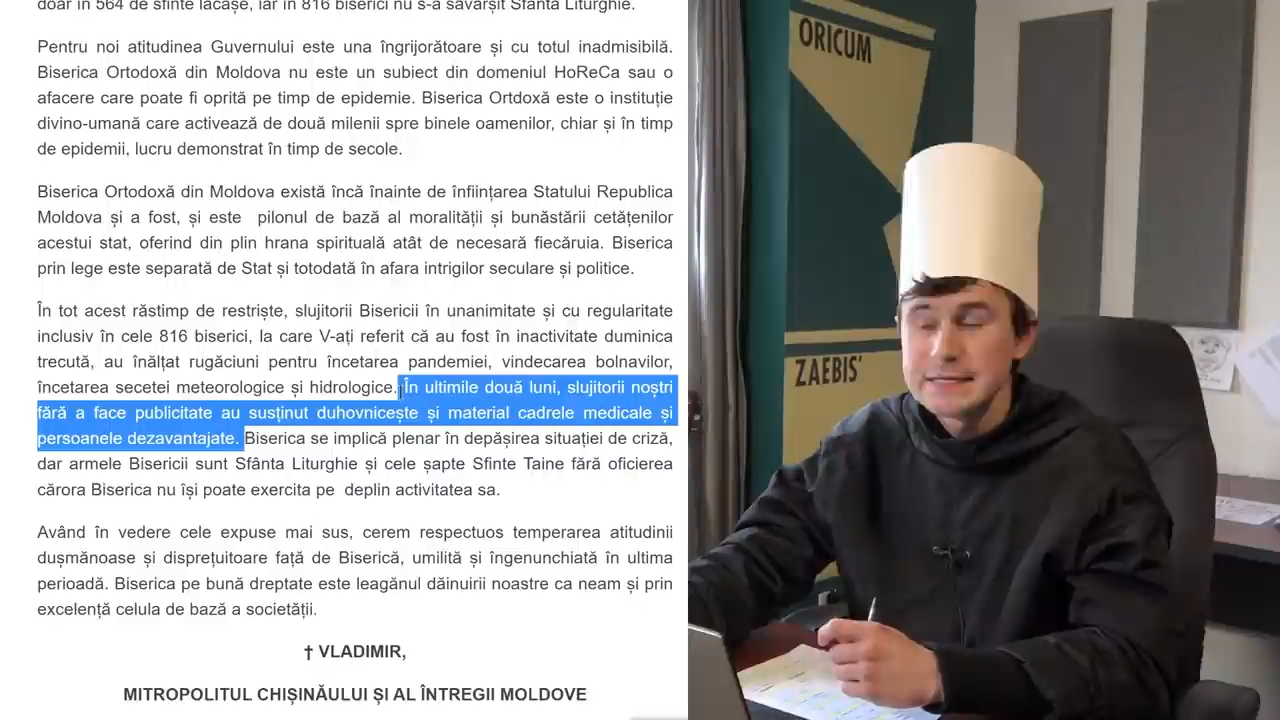 doar în 564 de sfinte lăcașe, iar în 816 biserici nu s-a săvârșit Sfânta Liturghie.
Pentru noi atitudinea Guvernului este una îngrijorătoare și cu totul inadmisibilă.
Biserica Ortodoxă din Moldova nu este un subiect din domeniul HoReCa sau o
afacere care poate fi oprită pe timp de epidemie. Biserica Ortdoxă este o instituție
divino-umană care activează de două milenii spre binele oamenilor, chiar și în timp
de epidemii, lucru demonstrat în timp de secole.
Biserica Ortodoxă din Moldova există încă înainte de înființarea Statului Republica
Moldova și a fost, și este pilonul de bază al moralității și bunăstării cetățenilor
acestui stat, oferind din plin hrana spirituală atât de necesară fiecăruia. Biserica
prin lege este separată de Stat și totodată în afara intrigilor seculare și politice.
În tot acest răstimp de restriște, slujitorii Bisericii în unanimitate și cu regularitate
inclusiv în cele 816 biserici, la care V-ați referit că au fost în inactivitate duminica
trecută, au înălțat rugăciuni pentru încetarea pandemiei, vindecarea bolnavilor,
încetarea secetei meteorologie și hidrologice. În ultimile două luni, slujitorii noștri
fără a face publicitate au susținut duhovnicește și material cadrele medicale și
persoanele dezavantajate. Biserica se implică plenar în depășirea situației de criză,
dar armele Bisericii sunt Sfânta Liturghie și cele șapte Sfinte Taine fără oficierea
cărora Biserica nu își poate exercita pe deplin activitatea sa.
Având în vedere cele expuse mai sus, cerem respectuos temperarea atitudinii
dușmănoase și disprețuitoare față de Biserică, umilită și îngenunchiată în ultima
perioadă. Biserica pe bună dreptate este leagănul dăinuirii noastre ca neam și prin
excelență celula de bază a societății.
† VLADIMIR,
MITROPOLITUL CHIȘINĂULUI ȘI AL ÎNTREGII MOLDOVE
ORICUM
ZAEBIS'